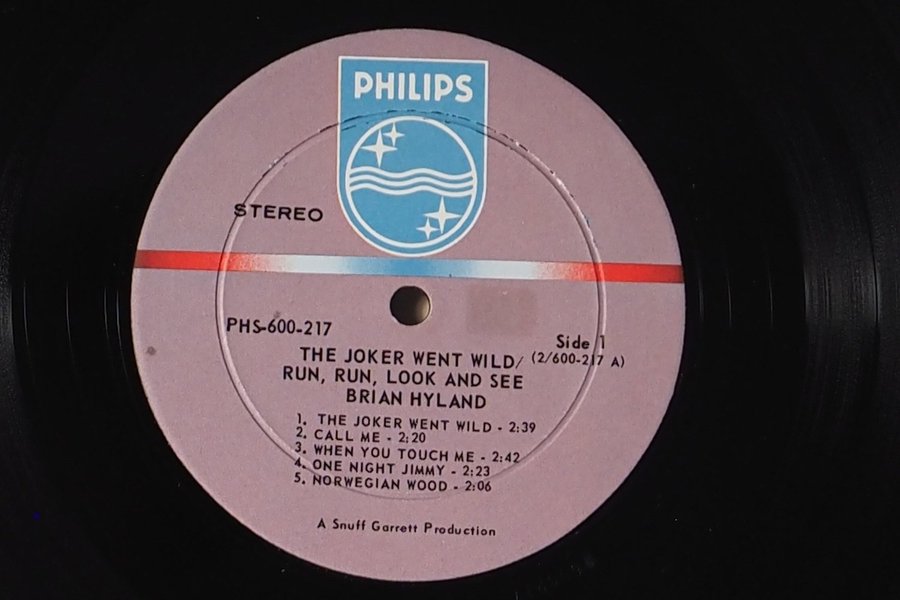 PHILIPS
STEREO
PHS-600-217
Side 1
(2/600-217 A)
THE JOKER WENT WILD/
RUN, RUN, LOOK AND SEE
BRIAN HYLAND
1. THE JOKER WENT WILD - 2:39
2. CALL ME - 2:20
3. WHEN YOU TOUCH ME - 2:42
4. ONE NIGHT JIMMY - 2:23
5. NORWEGIAN WOOD - 2:06
A Snuff Garrett Production